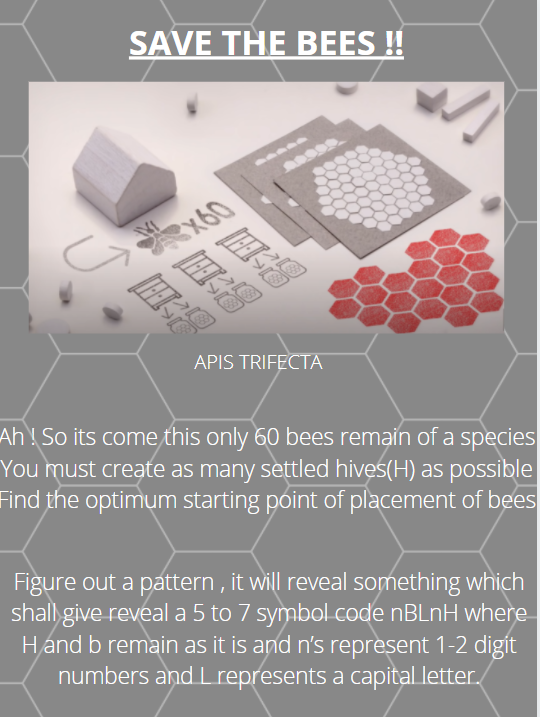 SAVE THE BEES !!
x60
APIS TRIFECTA
Ah ! So its come this only 60 bees remain of a species
You must create as many settled hives(H) as possible
Find the optimum starting point of placement of bees
Figure out a pattern , it will reveal something which
shall give reveal a 5 to 7 symbol code nBLnH where
H and b remain as it is and n’s represent 1-2 digit
numbers and L represents a capital letter.